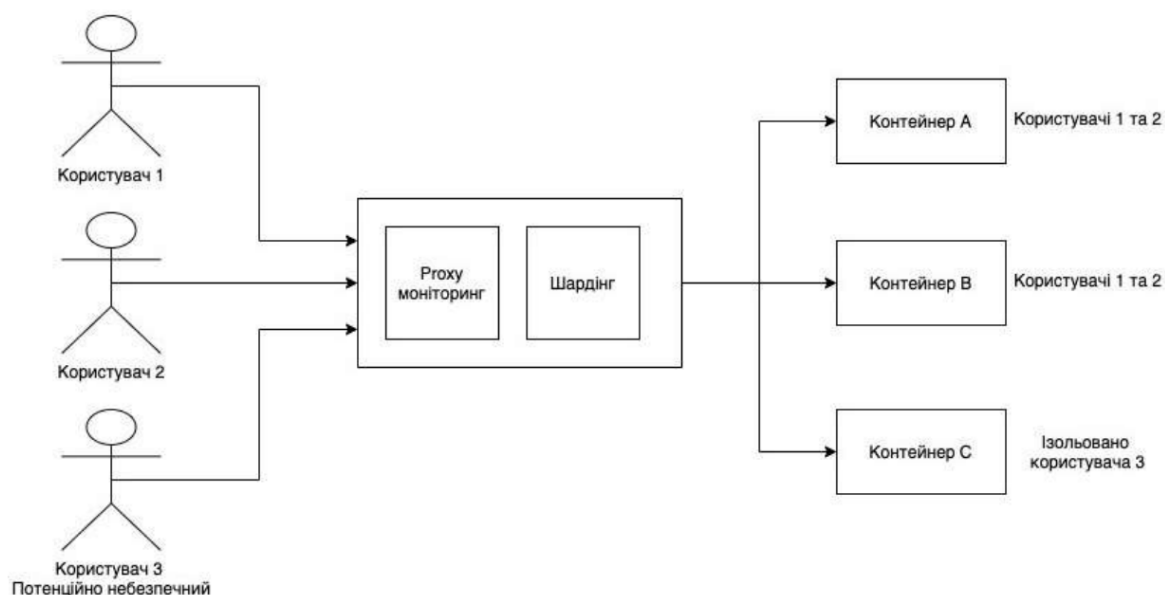 Користувач 1
Користувач 2
Користувач 3
Потенційно небезпечний
Proxy
моніторинг
Шардінг
Контейнер A
Користувачі 1 та 2
Контейнер B
Користувачі 1 та 2
Контейнер C
Ізольовано
користувача 3